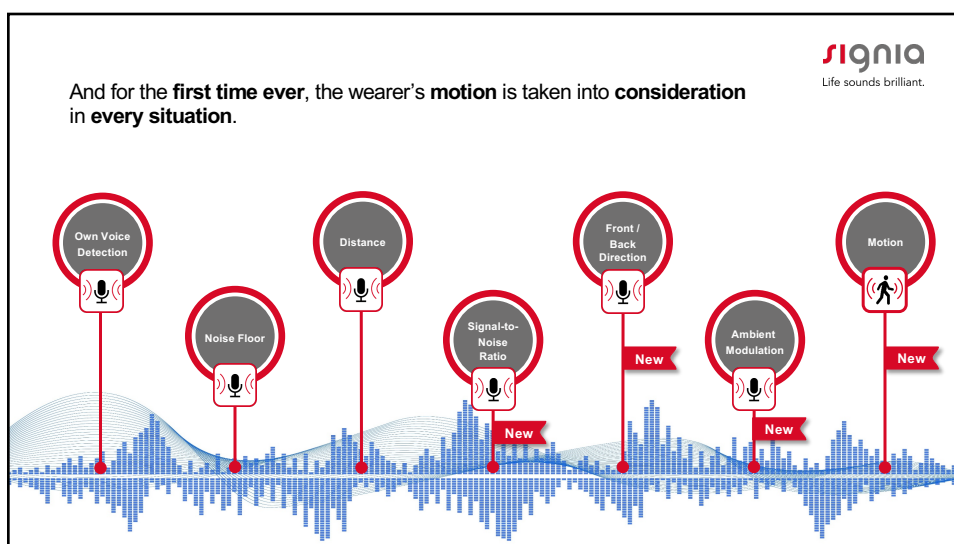 signia
Life sounds brilliant.
And for the first time ever, the wearer's motion is taken into consideration
in every situation.
Own Voice
Detection
Noise Floor
Distance
Signal-to-
Noise
Ratio
New
Front /
Back
Direction
New
Ambient
Modulation
New
Motion
New